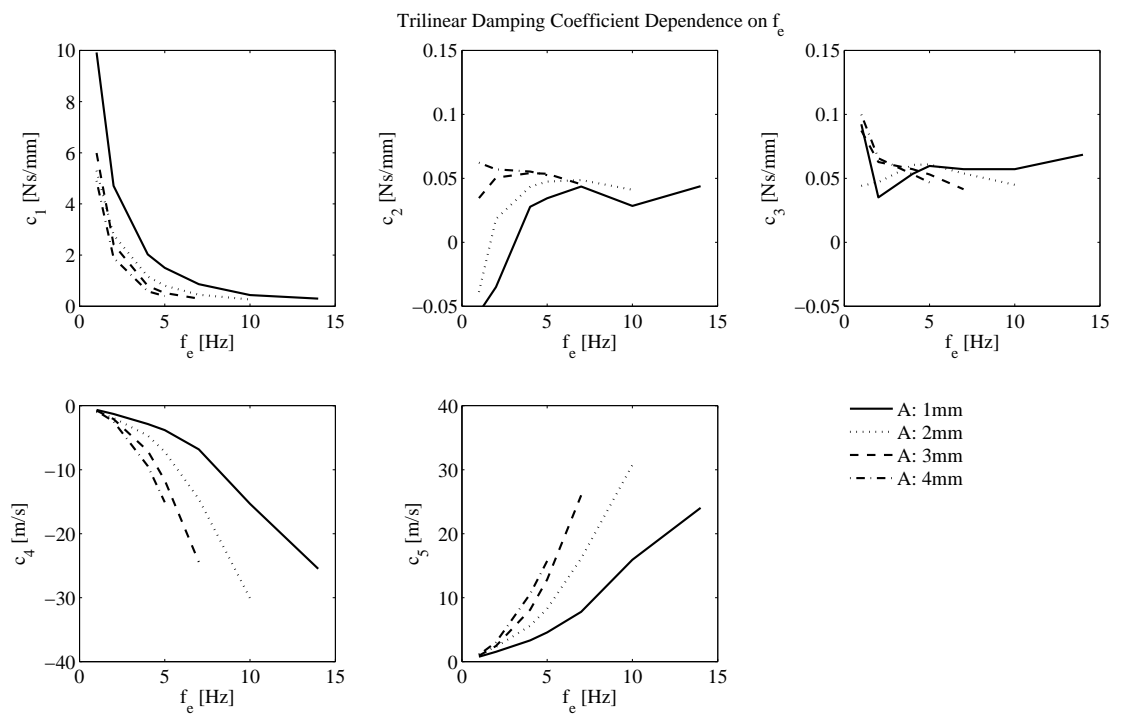 Trilinear Damping Coefficient Dependence on f_e
10
8
6
4
2
0
c_1 [Ns/mm]
0 5 10 15
f_e [Hz]
0.15
0.1
0.05
0
−0.05
c_2 [Ns/mm]
0 5 10 15
f_e [Hz]
0.15
0.1
0.05
0
−0.05
c_3 [Ns/mm]
0 5 10 15
f_e [Hz]
0
−10
−20
−30
−40
c_4 [m/s]
0 5 10 15
f_e [Hz]
40
30
20
10
0
c_5 [m/s]
0 5 10 15
f_e [Hz]
A: 1mm
A: 2mm
A: 3mm
A: 4mm